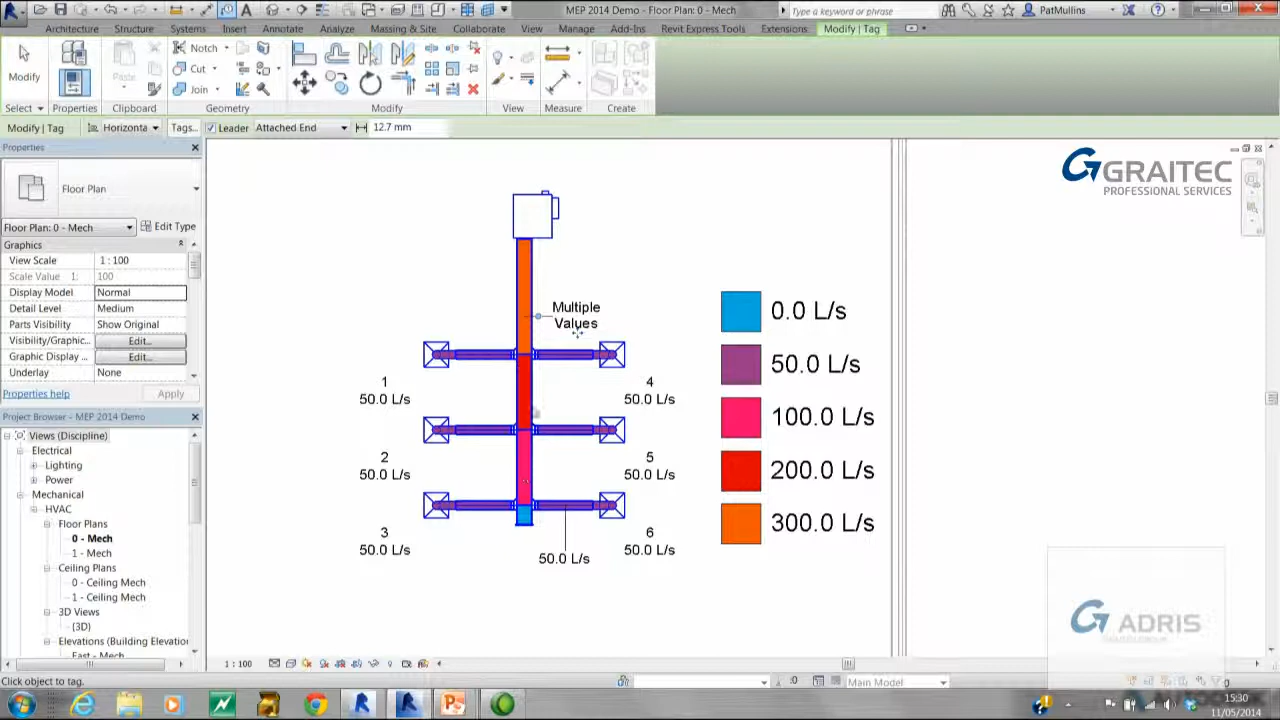 MEP 2014 Demo - Floor Plan: 0 - Mech
Type a keyword or phrase
PatMullins
Architecture Structure Systems Insert Annotate Analyze Massing & Site Collaborate View Manage Add-Ins Revit Express Tools Extensions Modify | Tag
Modify
Paste
Notch
Cut
Join
Select Properties Clipboard Geometry Modify View Measure Create
Modify | Tag Horizonta Tags... Leader Attached End 12.7 mm
Properties
Floor Plan
Floor Plan: 0 - Mech Edit Type
Graphics
View Scale 1 : 100
Scale Value 1: 100
Display Model Normal
Detail Level Medium
Parts Visibility Show Original
Visibility/Graphic... Edit...
Graphic Display ... Edit...
Underlay None
Properties help Apply
Project Browser - MEP 2014 Demo
Views (Discipline)
Electrical
Lighting
Power
Mechanical
HVAC
Floor Plans
0 - Mech
1 - Mech
Ceiling Plans
0 - Ceiling Mech
1 - Ceiling Mech
3D Views
{3D}
Elevations (Building Elevation
East - Mech
GRAITEC
PROFESSIONAL SERVICES
Multiple
Values
1
50.0 L/s
4
50.0 L/s
2
50.0 L/s
5
50.0 L/s
3
50.0 L/s
6
50.0 L/s
50.0 L/s
0.0 L/s
50.0 L/s
100.0 L/s
200.0 L/s
300.0 L/s
ADRIS
1 : 100
Click object to tag.
:0
Main Model
15:30
11/05/2014